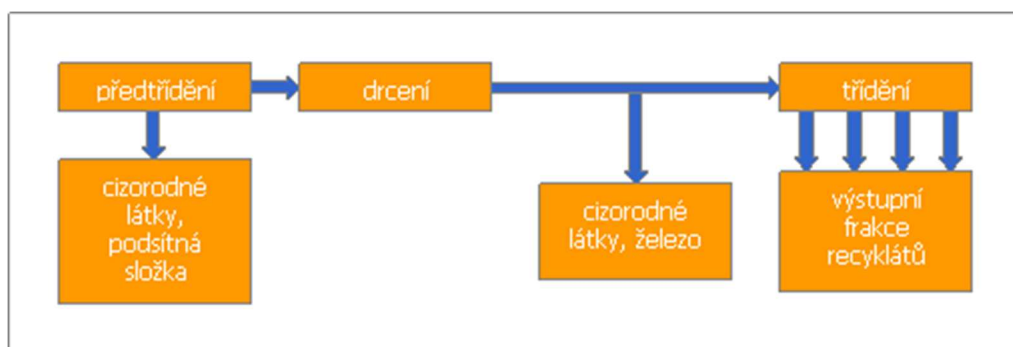 předtřídění
drcení
třídění
cizorodné
látky,
podsítná
složka
cizorodné
látky, železo
výstupní
frakce
recyklátů